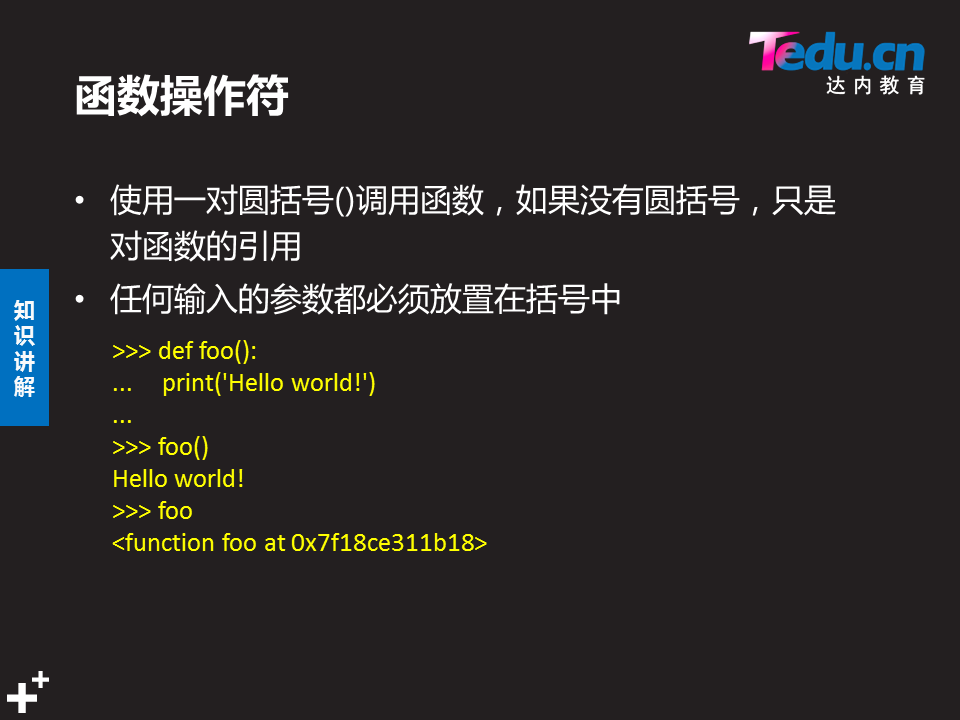 Tedu.cn
达内教育
函数操作符
• 使用一对圆括号()调用函数，如果没有圆括号，只是
对函数的引用
• 任何输入的参数都必须放置在括号中
知识讲解
>>> def foo():
...     print('Hello world!')
...
>>> foo()
Hello world!
>>> foo
<function foo at 0x7f18ce311b18>